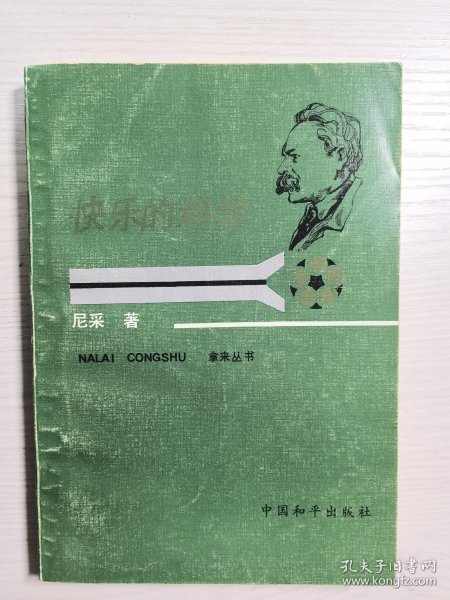 快乐的科学
尼采 著
NALAI CONGSHU 拿来丛书
中国和平出版社
孔夫子旧书网
www.kongfz.com